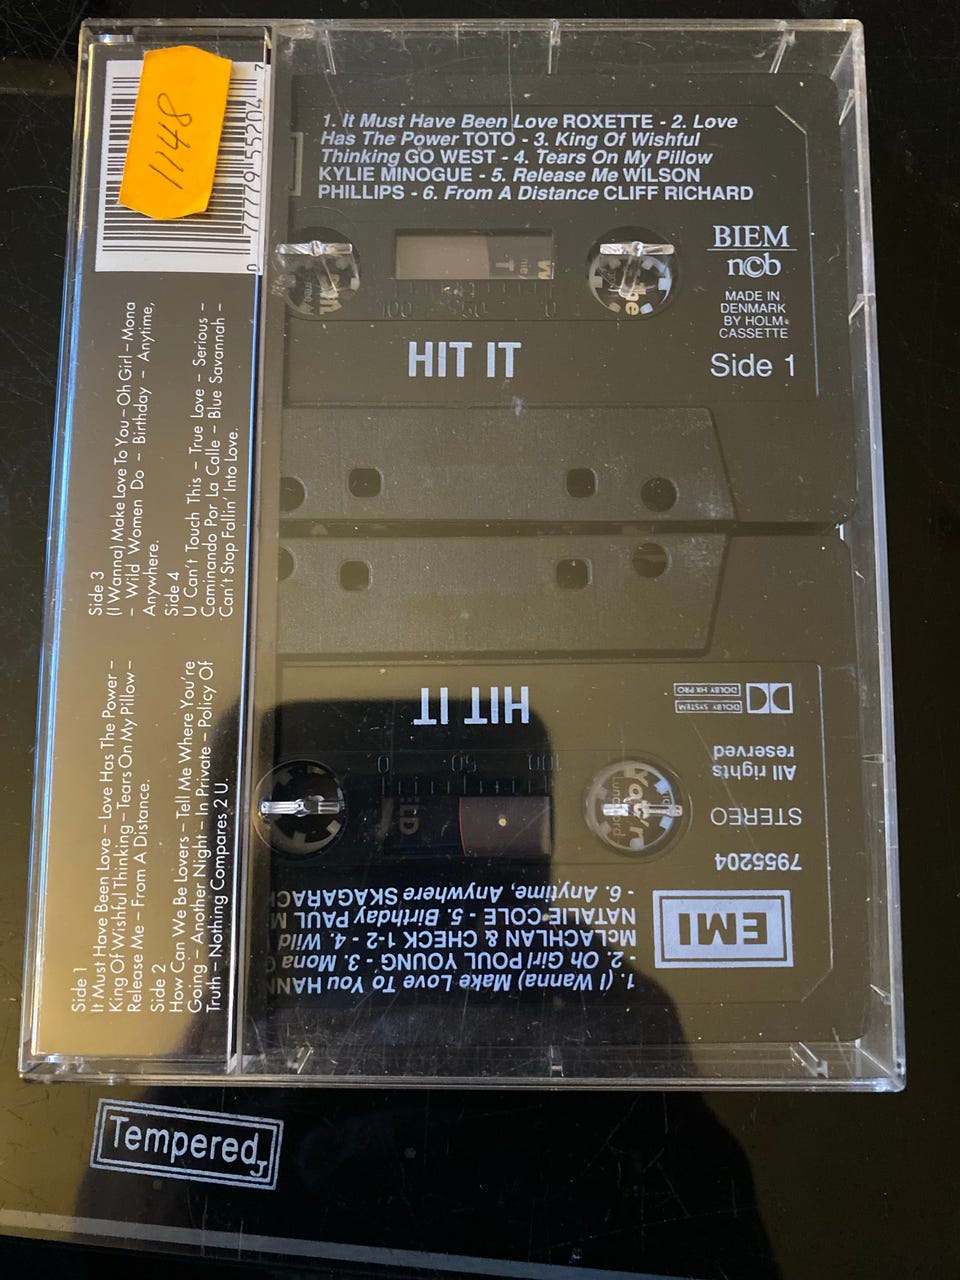 1148
0 7777955204 7
Side 1
It Must Have Been Love – Love Has The Power –
King Of Wishful Thinking – Tears On My Pillow –
Release Me – From A Distance.
Side 2
How Can We Be Lovers – Tell Me Where You're
Going – Another Night – In Private – Policy Of
Truth – Nothing Compares 2 U.
Side 3
(I Wanna) Make Love To You – Oh Girl – Mona
– Wild Women Do – Birthday – Anytime,
Anywhere.
Side 4
U Can't Touch This – True Love – Serious –
Caminando Por La Calle – Blue Savannah –
Can't Stop Fallin' Into Love.
1. It Must Have Been Love ROXETTE - 2. Love
Has The Power TOTO - 3. King Of Wishful
Thinking GO WEST - 4. Tears On My Pillow
KYLIE MINOGUE - 5. Release Me WILSON
PHILLIPS - 6. From A Distance CLIFF RICHARD
BIEM
ncb
MADE IN
DENMARK
BY HOLM
CASSETTE
100 50 0
HIT IT
Side 1
HIT IT
DOLBY SYSTEM
DOLBY HX PRO
100 50 0
All rights
reserved
STEREO
7955204
EMI
1. (I Wanna) Make Love To You
- 2. Oh Girl POUL YOUNG - 3. Mona
McLACHLAN & CHECK 1-2 - 4. Wild
NATALIE COLE - 5. Birthday PAUL
- 6. Anytime, Anywhere
Tempered